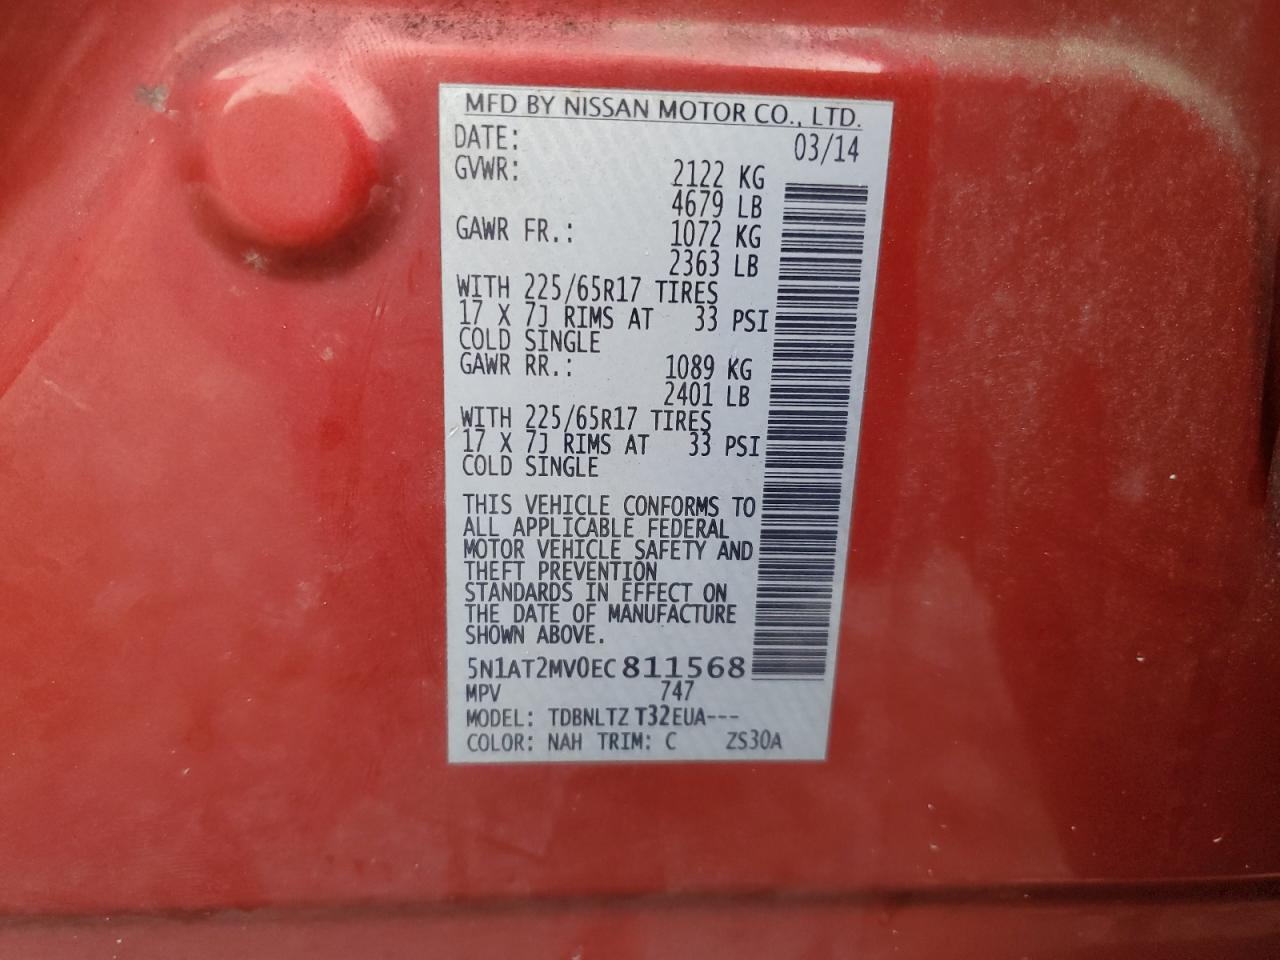 MFD BY NISSAN MOTOR CO., LTD.
DATE: 03/14
GVWR: 2122 KG
4679 LB
GAWR FR.: 1072 KG
2363 LB
WITH 225/65R17 TIRES
17 X 7J RIMS AT 33 PSI
COLD SINGLE
GAWR RR.: 1089 KG
2401 LB
WITH 225/65R17 TIRES
17 X 7J RIMS AT 33 PSI
COLD SINGLE
THIS VEHICLE CONFORMS TO
ALL APPLICABLE FEDERAL
MOTOR VEHICLE SAFETY AND
THEFT PREVENTION
STANDARDS IN EFFECT ON
THE DATE OF MANUFACTURE
SHOWN ABOVE.
5N1AT2MV0EC811568
MPV 747
MODEL: TDBNLTZ T32EUA---
COLOR: NAH TRIM: C ZS30A